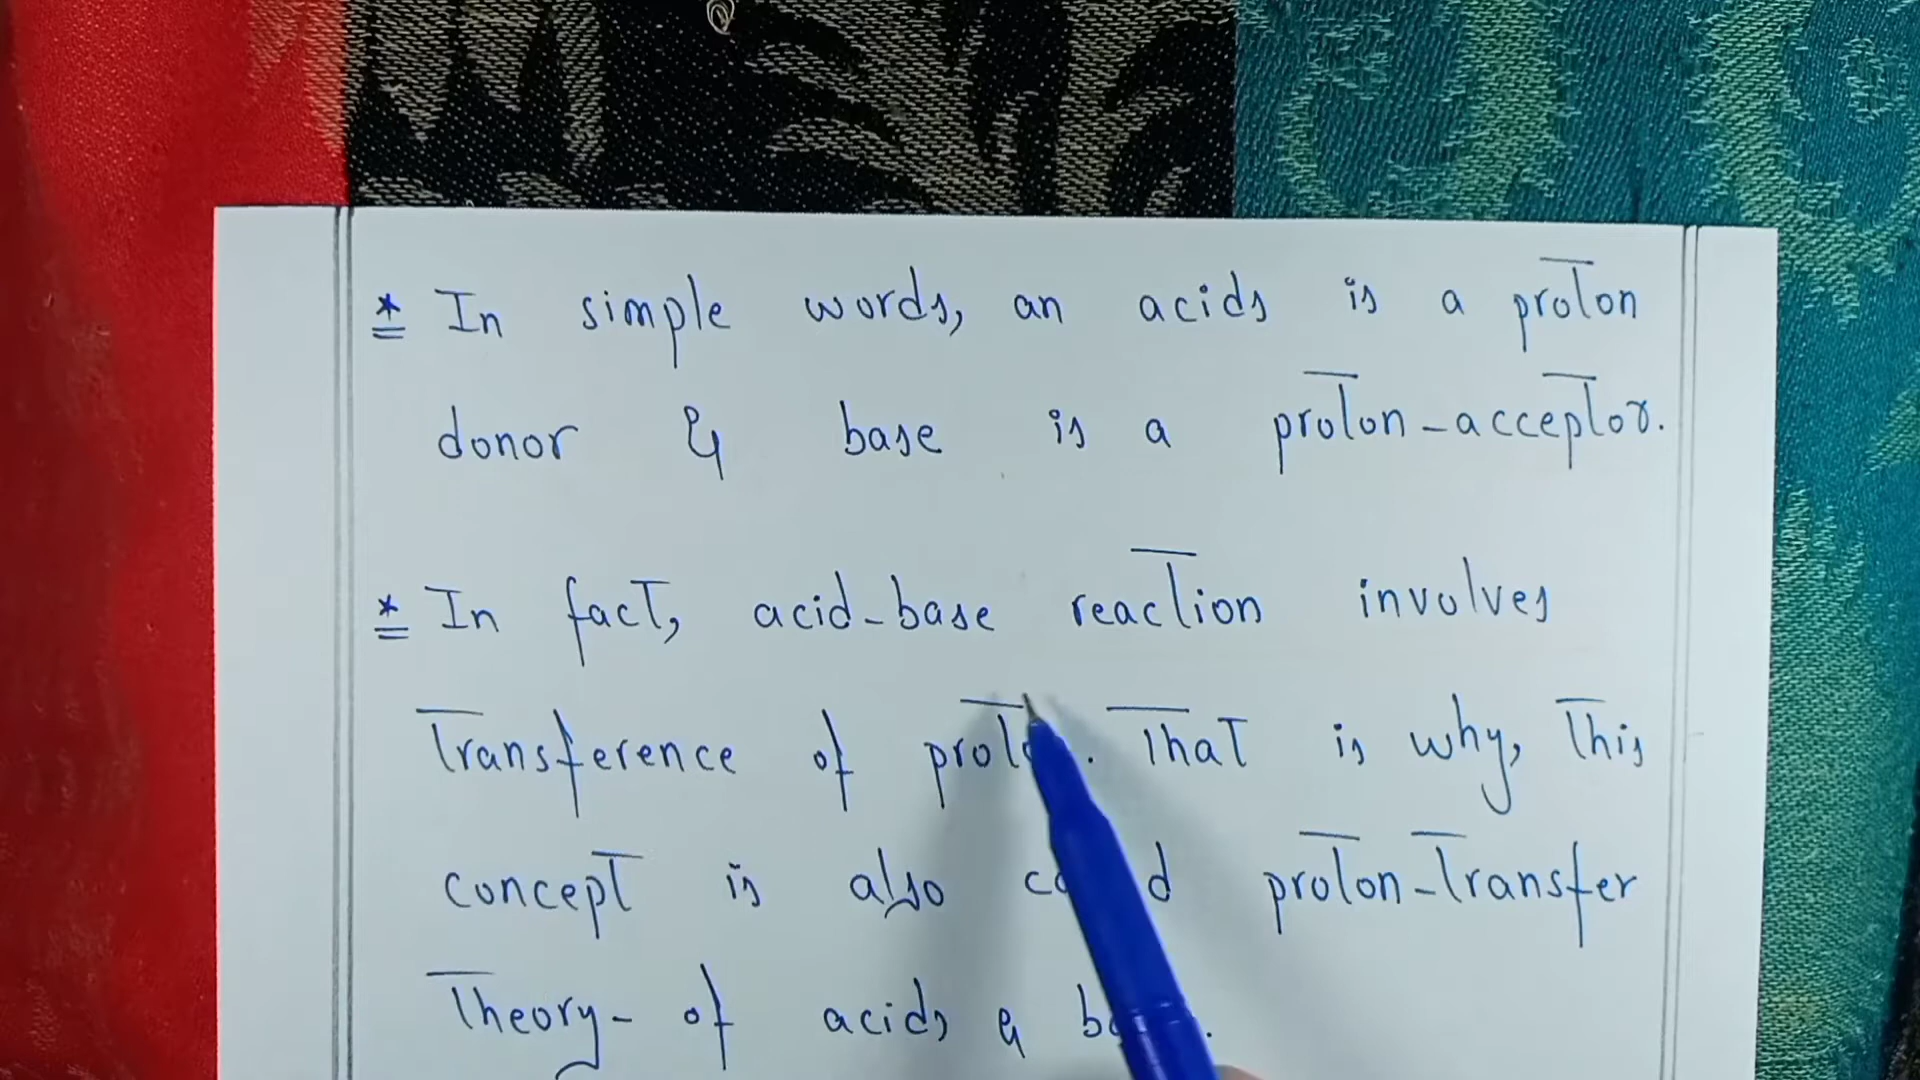 * In simple words, an acids is a proton
donor & base is a proton-acceptor.
* In fact, acid-base reaction involves
Transference of . That is why, This
concept is also proton-Transfer
Theory- of acids &